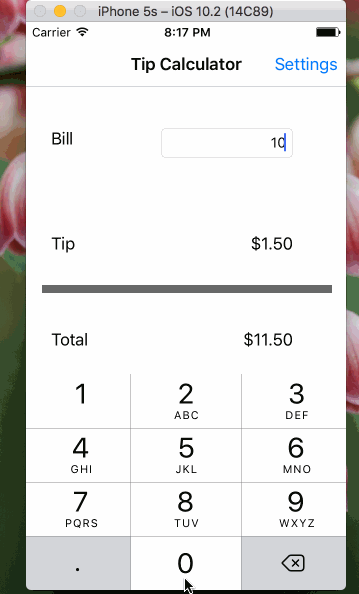 iPhone 5s – iOS 10.2 (14C89)
Carrier 8:17 PM
Tip Calculator Settings
Bill 10
Tip $1.50
Total $11.50
1 2 3
ABC DEF
4 5 6
GHI JKL MNO
7 8 9
PQRS TUV WXYZ
. 0